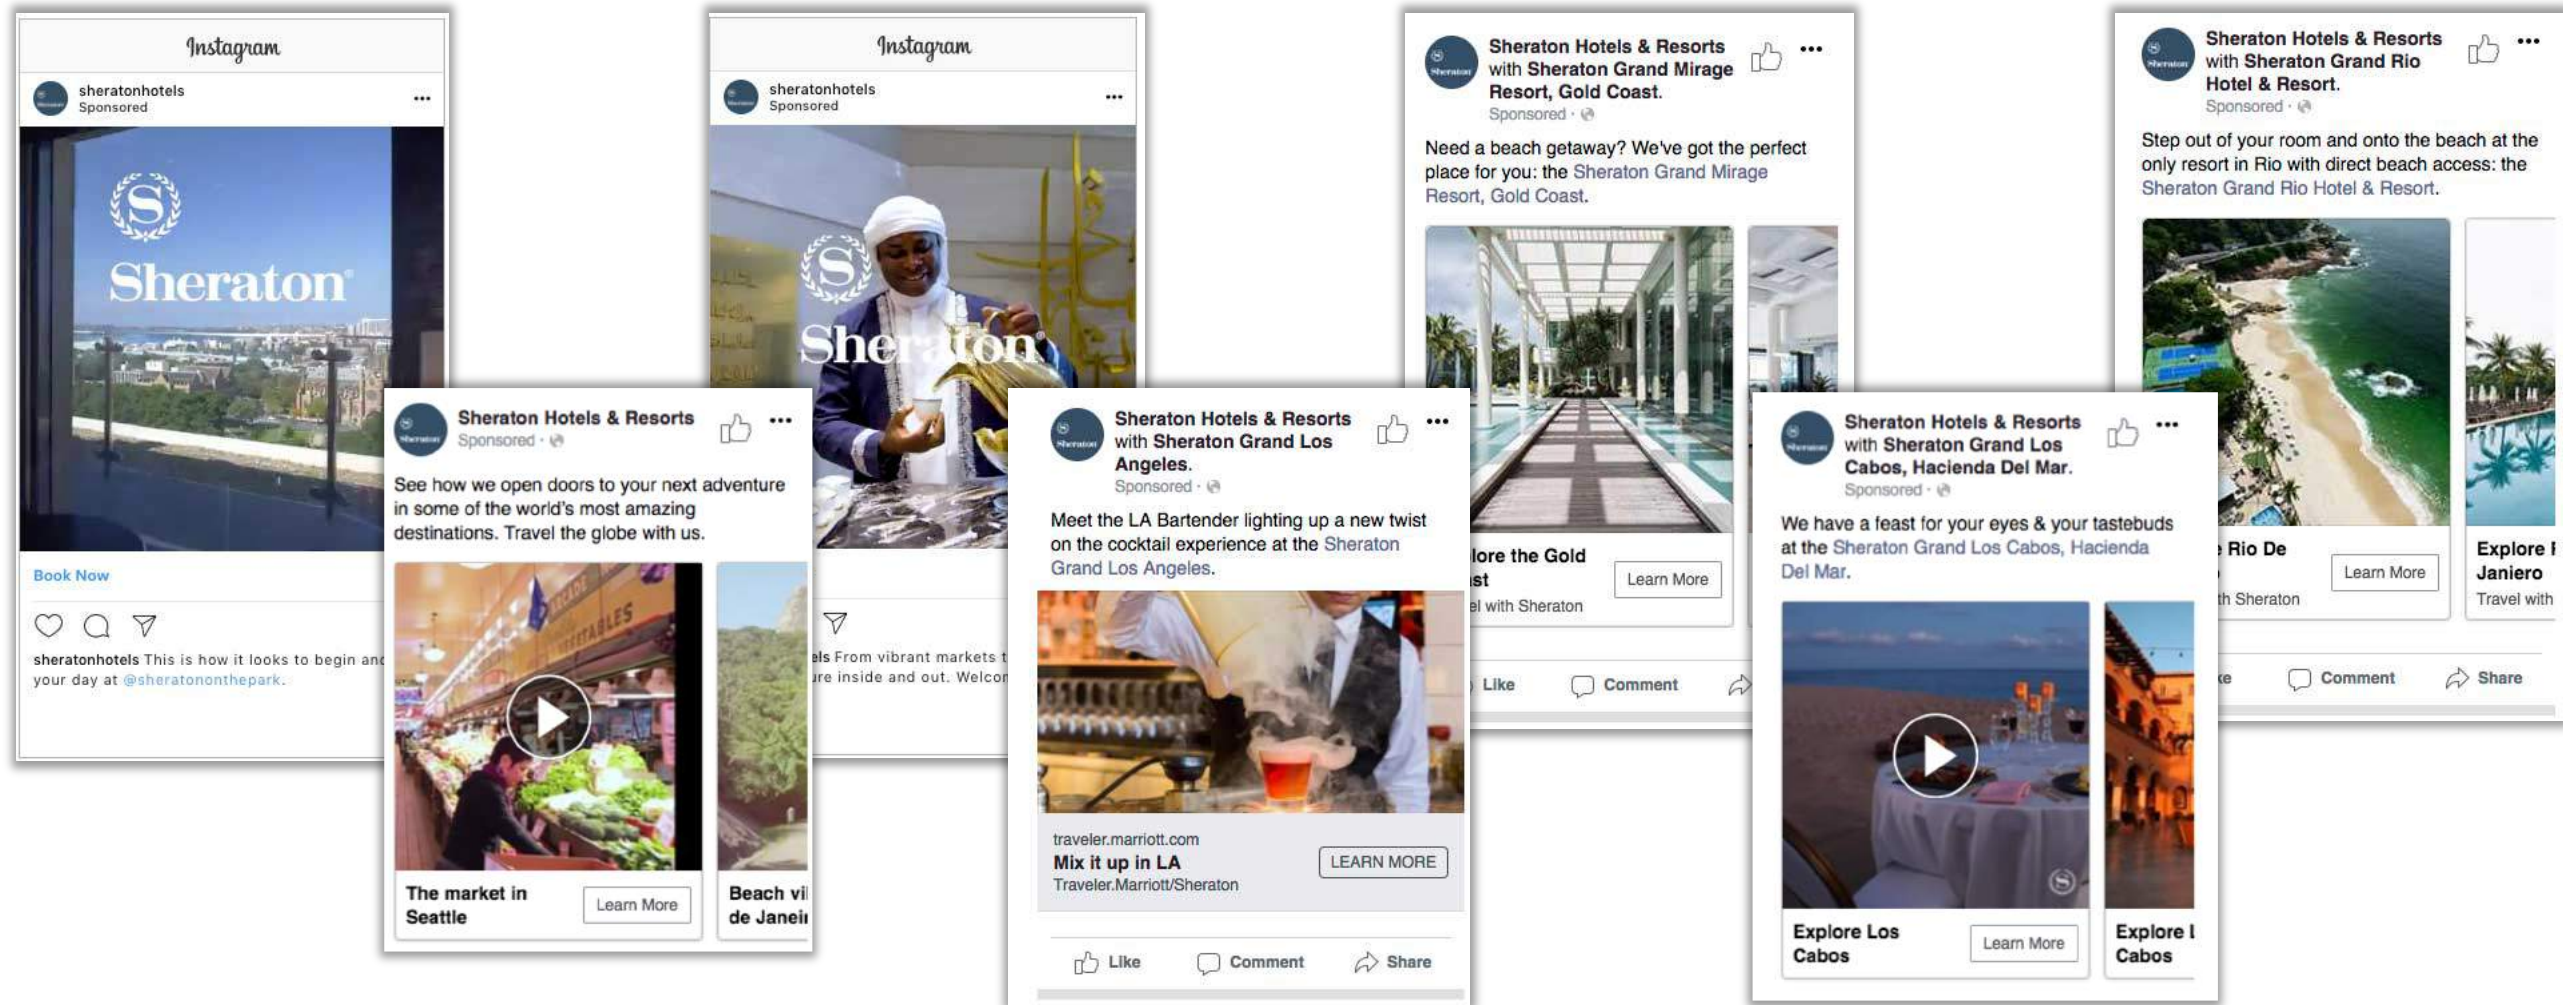 Instagram
sheratonhotels
Sponsored
Sheraton
Book Now
sheratonhotels This is how it looks to begin and
your day at @sheratononthepark.
Sheraton Hotels & Resorts
Sponsored
See how we open doors to your next adventure
in some of the world's most amazing
destinations. Travel the globe with us.
VEGETABLES
The market in
Seattle
Learn More
Beach
de
Instagram
sheratonhotels
Sponsored
Sheraton
From vibrant markets
inside and out.
Sheraton Hotels & Resorts
with Sheraton Grand Los
Angeles.
Sponsored
Meet the LA Bartender lighting up a new twist
on the cocktail experience at the Sheraton
Grand Los Angeles.
traveler.marriott.com
Mix it up in LA
Traveler.Marriott/Sheraton
LEARN MORE
Like Comment Share
Sheraton Hotels & Resorts
with Sheraton Grand Mirage
Resort, Gold Coast.
Sponsored
Need a beach getaway? We've got the perfect
place for you: the Sheraton Grand Mirage
Resort, Gold Coast.
lore the Gold
ast
el with Sheraton
Learn More
Like Comment
Sheraton Hotels & Resorts
with Sheraton Grand Los
Cabos, Hacienda Del Mar.
Sponsored
We have a feast for your eyes & your tastebuds
at the Sheraton Grand Los Cabos, Hacienda
Del Mar.
Explore Los
Cabos
Learn More
Explore L
Cabos
Sheraton Hotels & Resorts
with Sheraton Grand Rio
Hotel & Resort.
Sponsored
Step out of your room and onto the beach at the
only resort in Rio with direct beach access: the
Sheraton Grand Rio Hotel & Resort.
Rio De
th Sheraton
Learn More
Explore
Janiero
Travel with
ke Comment Share